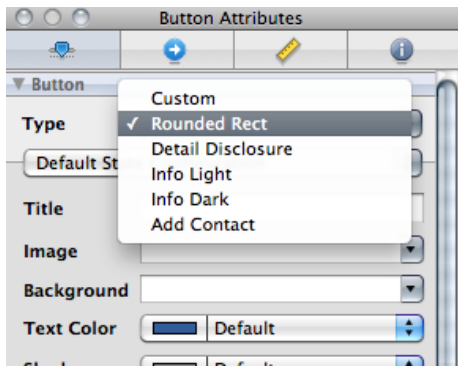 Button Attributes
Button
Custom
Type ✓ Rounded Rect
Detail Disclosure
Default St
Info Light
Info Dark
Title
Add Contact
Image
Background
Text Color Default